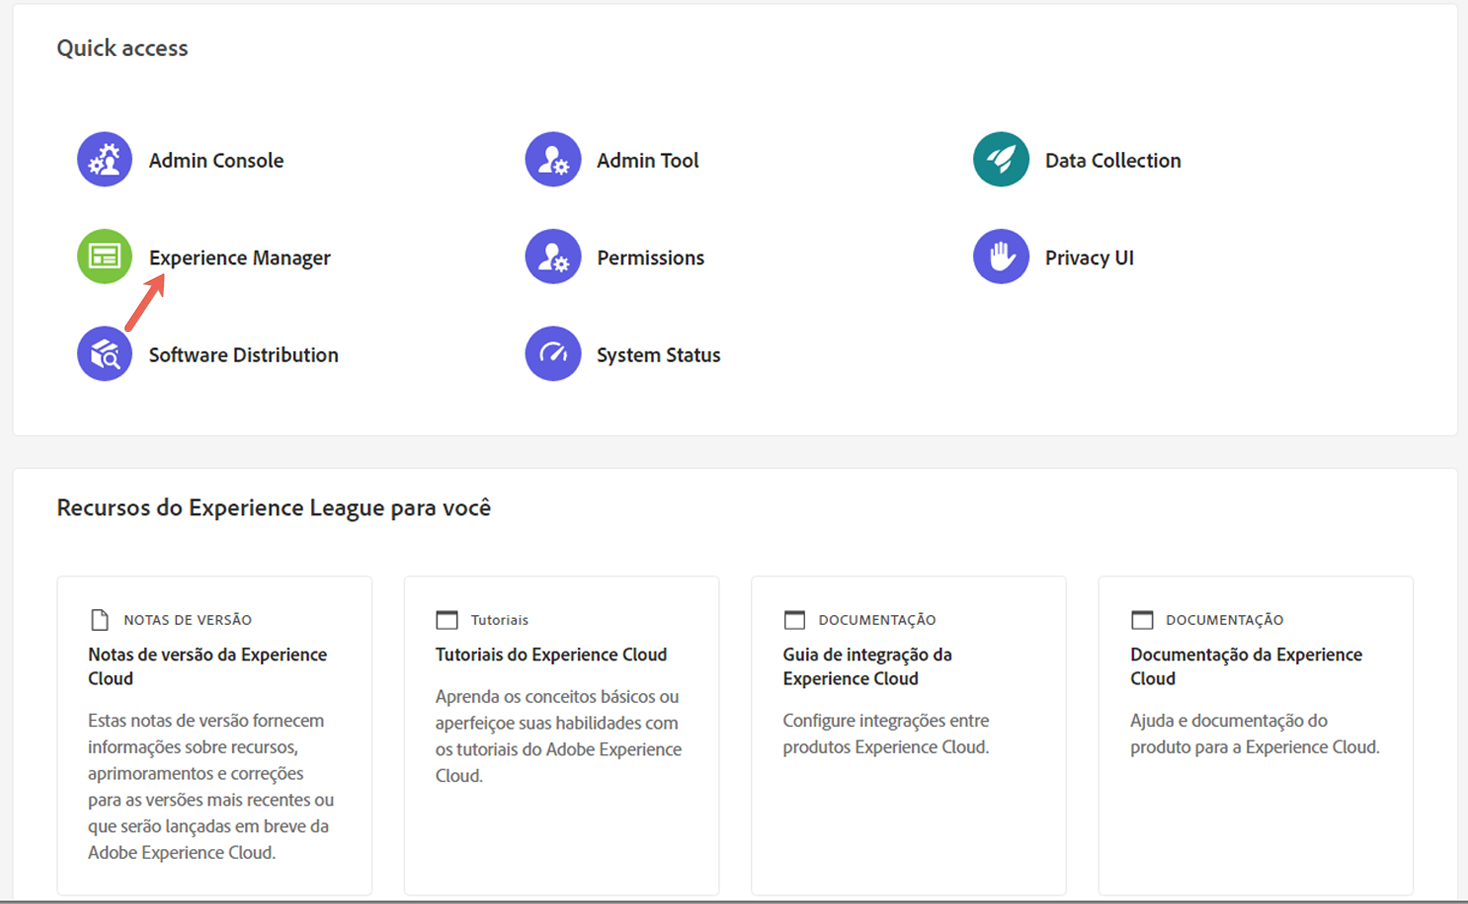 Quick access
Admin Console
Admin Tool
Data Collection
Experience Manager
Permissions
Privacy UI
Software Distribution
System Status
Recursos do Experience League para você
NOTAS DE VERSÃO
Notas de versão da Experience
Cloud
Estas notas de versão fornecem
informações sobre recursos,
aprimoramentos e correções
para as versões mais recentes ou
que serão lançadas em breve da
Adobe Experience Cloud.
Tutoriais
Tutoriais do Experience Cloud
Aprenda os conceitos básicos ou
aperfeiçoe suas habilidades com
os tutoriais do Adobe Experience
Cloud.
DOCUMENTAÇÃO
Guia de integração da
Experience Cloud
Configure integrações entre
produtos Experience Cloud.
DOCUMENTAÇÃO
Documentação da Experience
Cloud
Ajuda e documentação do
produto para a Experience Cloud.